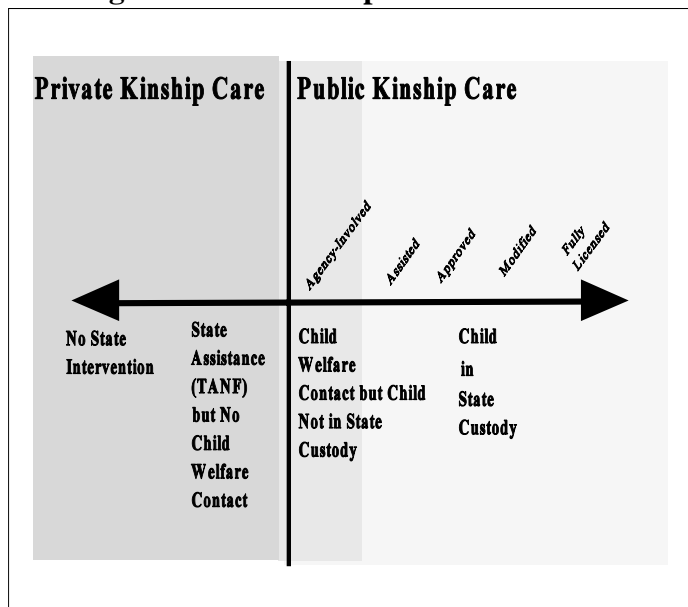 Private Kinship Care
Public Kinship Care
Agency-Involved
Assisted
Approved
Modified
Fully
Licensed
No State
Intervention
State
Assistance
(TANF)
but No
Child
Welfare
Contact
Child
Welfare
Contact but Child
Not in State
Custody
Child
in
State
Custody